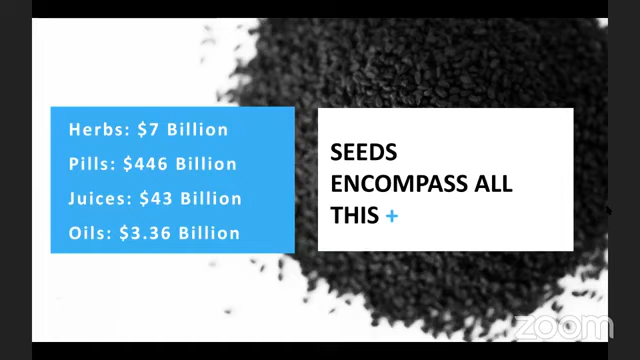 Herbs: $7 Billion
Pills: $446 Billion
Juices: $43 Billion
Oils: $3.36 Billion
SEEDS
ENCOMPASS ALL
THIS +
zoom